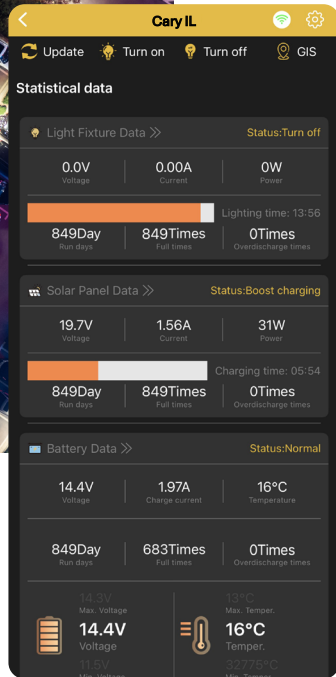 Cary IL
Update Turn on Turn off GIS
Statistical data
Light Fixture Data Status:Turn off
0.0V 0.00A 0W
Voltage Current Power
Lighting time: 13:56
849Day 849Times 0Times
Run days Full times Overdischarge times
Solar Panel Data Status:Boost charging
19.7V 1.56A 31W
Voltage Current Power
Charging time: 05:54
849Day 849Times 0Times
Run days Full times Overdischarge times
Battery Data Status:Normal
14.4V 1.97A 16°C
Voltage Charge current Temperature
849Day 683Times 0Times
Run days Full times Overdischarge times
14.3V 13°C
Max. Voltage Max. Temper.
14.4V 16°C
Voltage Temper.
11.5V 32775°C
Min. Voltage Min. Temper.